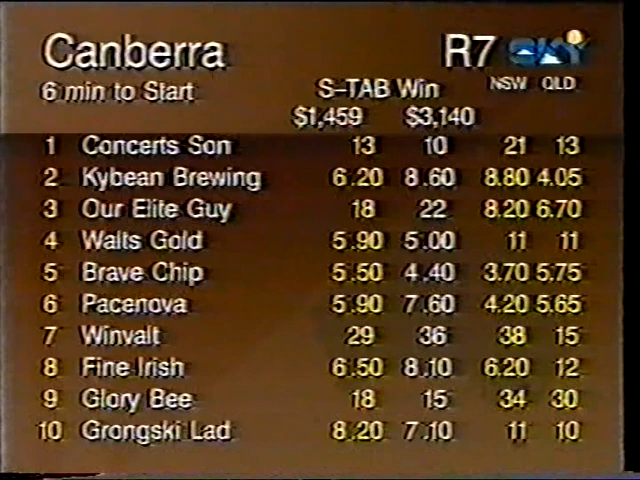 Canberra R7 SKY
6 min to Start S-TAB Win NSW QLD
$1,459 $3,140
1 Concerts Son 13 10 21 13
2 Kybean Brewing 6.20 8.60 8.80 4.05
3 Our Elite Guy 18 22 8.20 6.70
4 Waits Gold 5.90 5.00 11 11
5 Brave Chip 5.50 4.40 3.70 5.75
6 Pacenova 5.90 7.60 4.20 5.65
7 Winvalt 29 36 38 15
8 Fine Irish 6.50 8.10 6.20 12
9 Glory Bee 18 15 34 30
10 Grongski Lad 8.20 7.10 11 10